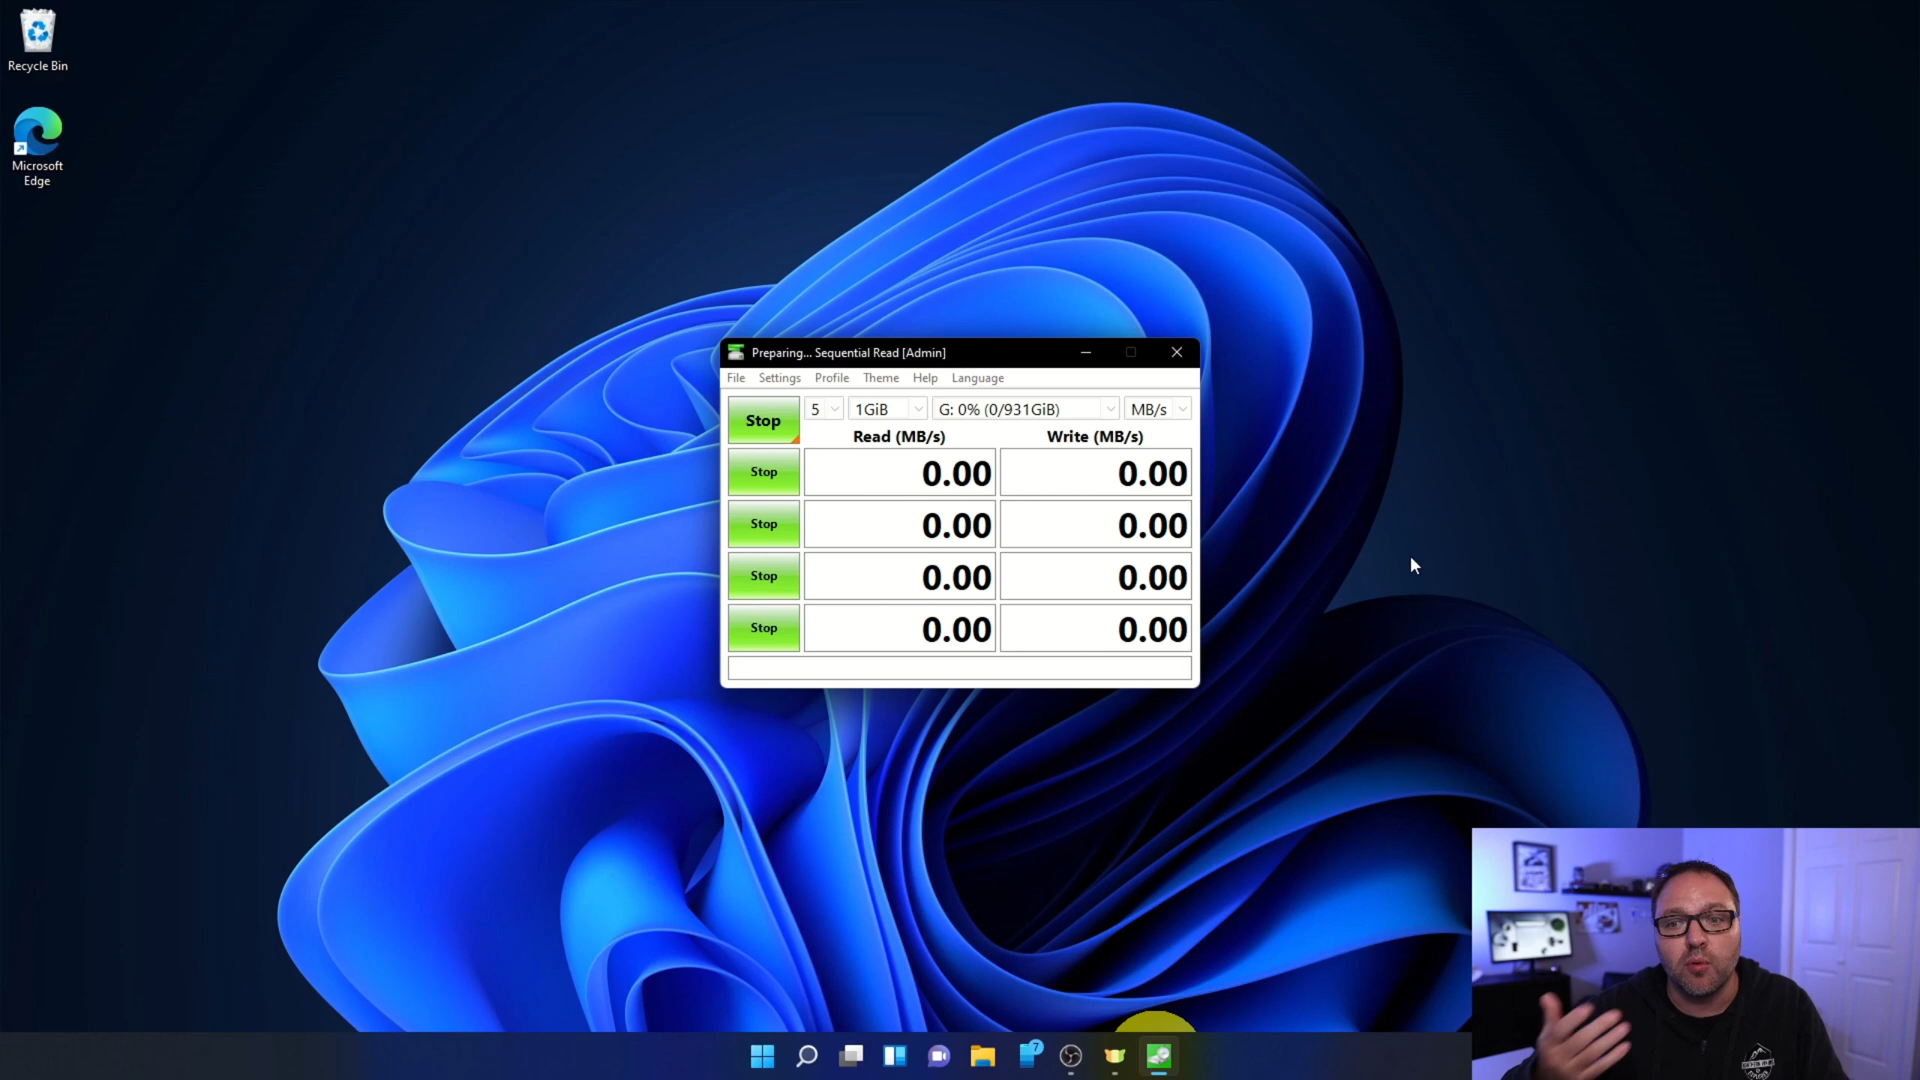 Recycle Bin
Microsoft
Edge
Preparing... Sequential Read [Admin]
File Settings Profile Theme Help Language
Stop 5 1GiB G: 0% (0/931GiB) MB/s
Read (MB/s) Write (MB/s)
Stop 0.00 0.00
Stop 0.00 0.00
Stop 0.00 0.00
Stop 0.00 0.00
7